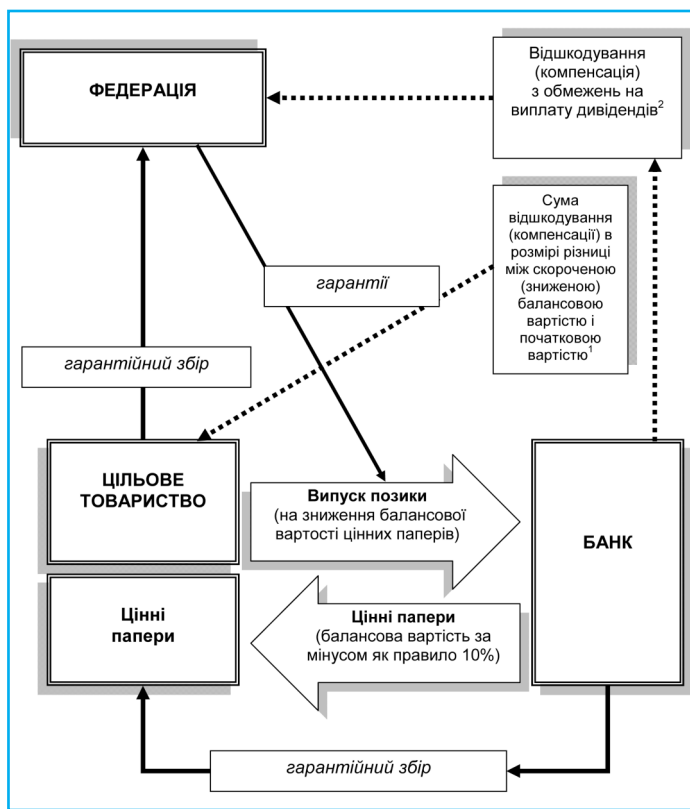 ФЕДЕРАЦІЯ
Відшкодування
(компенсація)
з обмежень на
виплату дивідендів²
Сума
відшкодування
(компенсації) в
розмірі різниці
між скороченою
(зниженою)
балансовою
вартістю і
початковою
вартістю¹
гарантії
гарантійний збір
ЦІЛЬОВЕ
ТОВАРИСТВО
Випуск позики
(на зниження балансової
вартості цінних паперів)
БАНК
Цінні
папери
Цінні папери
(балансова вартість за
мінусом як правило 10%)
гарантійний збір